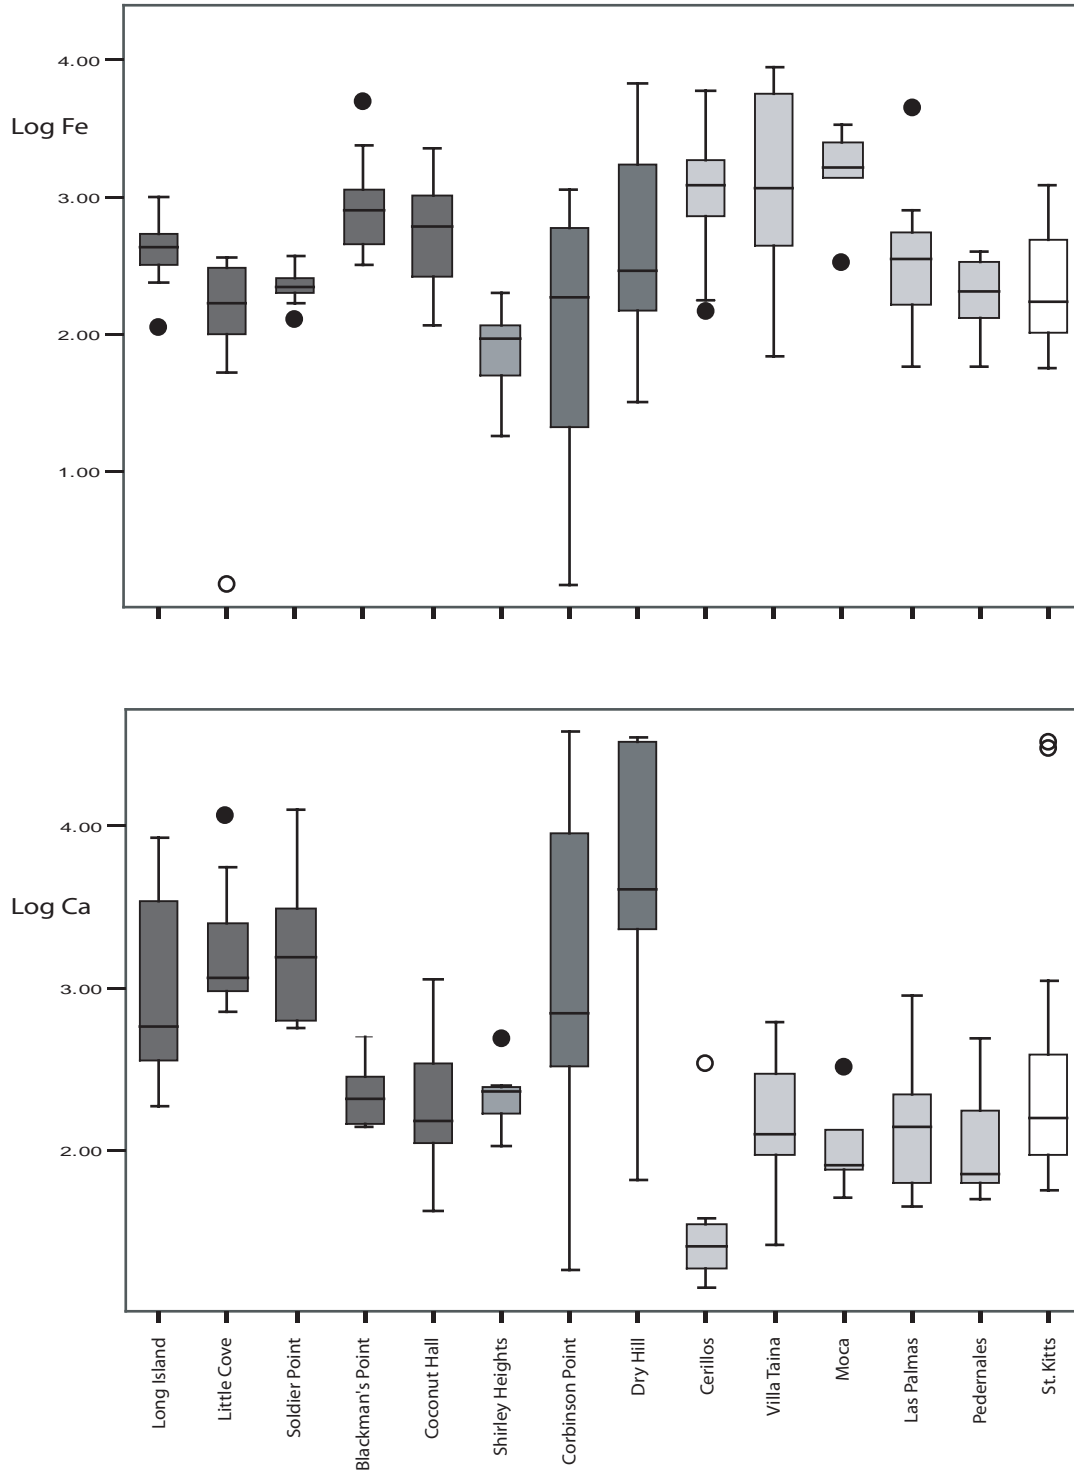 4.00
Log Fe
3.00
2.00
1.00
4.00
Log Ca
3.00
2.00
Long Island
Little Cove
Soldier Point
Blackman's Point
Coconut Hall
Shirley Heights
Corbinson Point
Dry Hill
Cerillos
Villa Taina
Moca
Las Palmas
Pedernales
St. Kitts